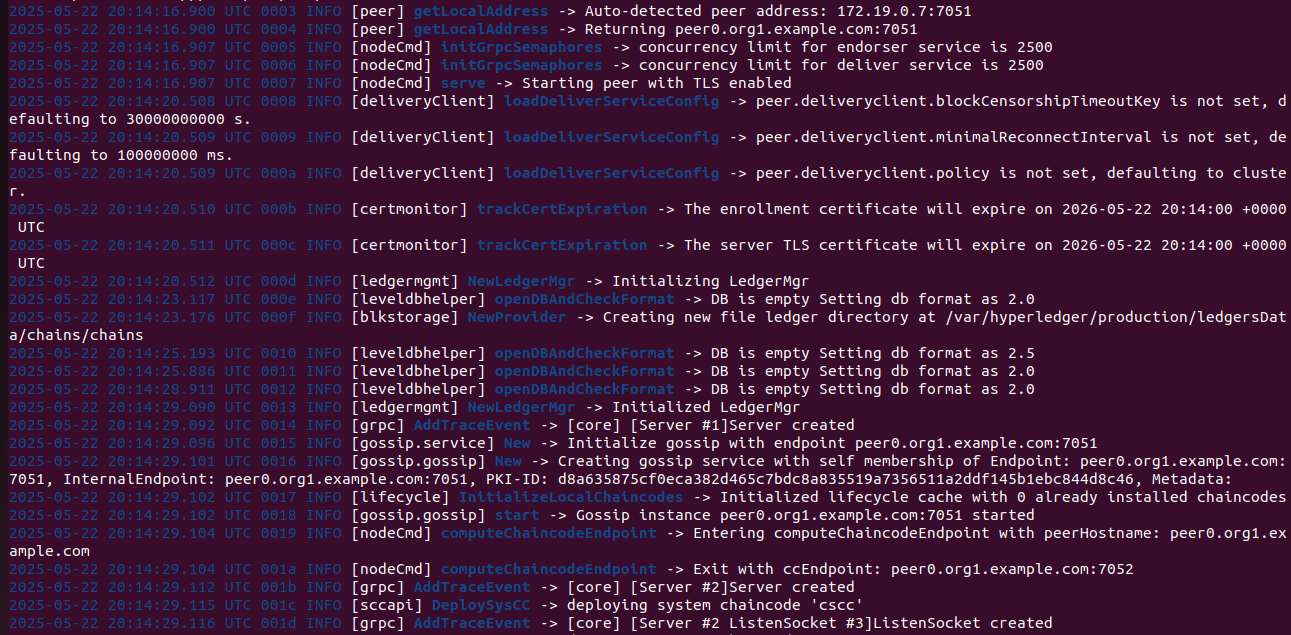 2025-05-22 20:14:16.900 UTC 0003 INFO [peer] getLocalAddress -> Auto-detected peer address: 172.19.0.7:7051
2025-05-22 20:14:16.900 UTC 0004 INFO [peer] getLocalAddress -> Returning peer0.org1.example.com:7051
2025-05-22 20:14:16.907 UTC 0005 INFO [nodeCmd] initGrpcSemaphores -> concurrency limit for endorser service is 2500
2025-05-22 20:14:16.907 UTC 0006 INFO [nodeCmd] initGrpcSemaphores -> concurrency limit for deliver service is 2500
2025-05-22 20:14:16.907 UTC 0007 INFO [nodeCmd] serve -> Starting peer with TLS enabled
2025-05-22 20:14:20.508 UTC 0008 INFO [deliveryClient] loadDeliverServiceConfig -> peer.deliveryclient.blockCensorshipTimeoutKey is not set, d
efaulting to 30000000000 s.
2025-05-22 20:14:20.509 UTC 0009 INFO [deliveryClient] loadDeliverServiceConfig -> peer.deliveryclient.minimalReconnectInterval is not set, de
faulting to 100000000 ms.
2025-05-22 20:14:20.509 UTC 000a INFO [deliveryClient] loadDeliverServiceConfig -> peer.deliveryclient.policy is not set, defaulting to cluste
r.
2025-05-22 20:14:20.510 UTC 000b INFO [certmonitor] trackCertExpiration -> The enrollment certificate will expire on 2026-05-22 20:14:00 +0000
 UTC
2025-05-22 20:14:20.511 UTC 000c INFO [certmonitor] trackCertExpiration -> The server TLS certificate will expire on 2026-05-22 20:14:00 +0000
 UTC
2025-05-22 20:14:20.512 UTC 000d INFO [ledgermgmt] NewLedgerMgr -> Initializing LedgerMgr
2025-05-22 20:14:23.117 UTC 000e INFO [leveldbhelper] openDBAndCheckFormat -> DB is empty Setting db format as 2.0
2025-05-22 20:14:23.176 UTC 000f INFO [blkstorage] NewProvider -> Creating new file ledger directory at /var/hyperledger/production/ledgersDat
a/chains/chains
2025-05-22 20:14:25.193 UTC 0010 INFO [leveldbhelper] openDBAndCheckFormat -> DB is empty Setting db format as 2.5
2025-05-22 20:14:25.886 UTC 0011 INFO [leveldbhelper] openDBAndCheckFormat -> DB is empty Setting db format as 2.0
2025-05-22 20:14:28.911 UTC 0012 INFO [leveldbhelper] openDBAndCheckFormat -> DB is empty Setting db format as 2.0
2025-05-22 20:14:29.090 UTC 0013 INFO [ledgermgmt] NewLedgerMgr -> Initialized LedgerMgr
2025-05-22 20:14:29.092 UTC 0014 INFO [grpc] AddTraceEvent -> [core] [Server #1]Server created
2025-05-22 20:14:29.096 UTC 0015 INFO [gossip.service] New -> Initialize gossip with endpoint peer0.org1.example.com:7051
2025-05-22 20:14:29.101 UTC 0016 INFO [gossip.gossip] New -> Creating gossip service with self membership of Endpoint: peer0.org1.example.com:
7051, InternalEndpoint: peer0.org1.example.com:7051, PKI-ID: d8a635875cf0eca382d465c7bdc8a835519a7356511a2ddf145b1ebc844d8c46, Metadata:
2025-05-22 20:14:29.102 UTC 0017 INFO [lifecycle] InitializeLocalChaincodes -> Initialized lifecycle cache with 0 already installed chaincodes
2025-05-22 20:14:29.102 UTC 0018 INFO [gossip.gossip] start -> Gossip instance peer0.org1.example.com:7051 started
2025-05-22 20:14:29.104 UTC 0019 INFO [nodeCmd] computeChaincodeEndpoint -> Entering computeChaincodeEndpoint with peerHostname: peer0.org1.ex
ample.com
2025-05-22 20:14:29.104 UTC 001a INFO [nodeCmd] computeChaincodeEndpoint -> Exit with ccEndpoint: peer0.org1.example.com:7052
2025-05-22 20:14:29.112 UTC 001b INFO [grpc] AddTraceEvent -> [core] [Server #2]Server created
2025-05-22 20:14:29.115 UTC 001c INFO [sccapi] DeploySysCC -> deploying system chaincode 'cscc'
2025-05-22 20:14:29.116 UTC 001d INFO [grpc] AddTraceEvent -> [core] [Server #2 ListenSocket #3]ListenSocket created